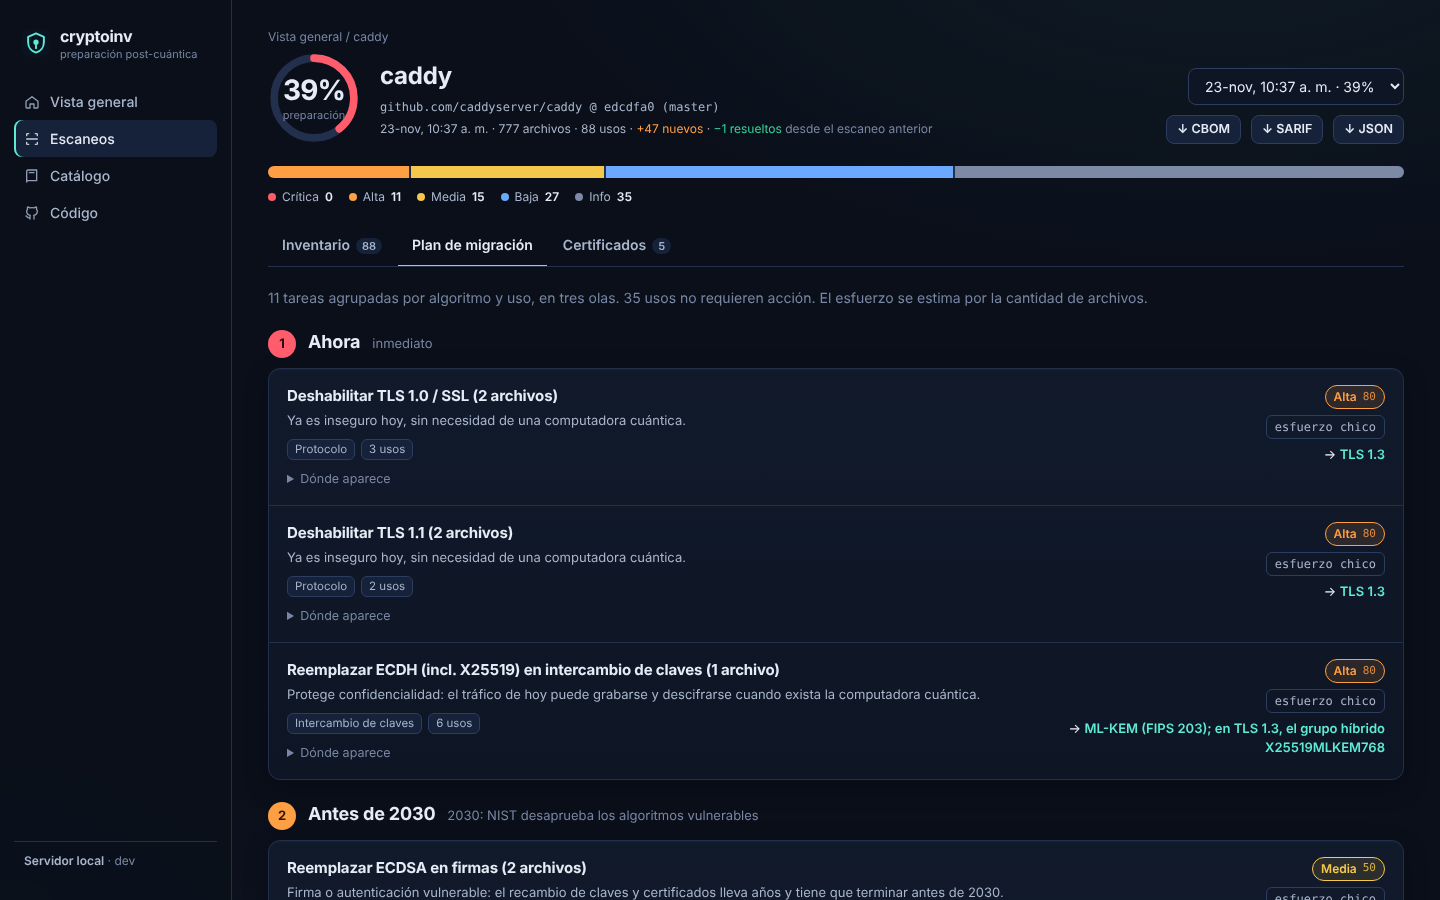 cryptoinv
preparación post-cuántica
Vista general
Escaneos
Catálogo
Código
Servidor local · dev
Vista general / caddy
39%
preparación
caddy
github.com/caddyserver/caddy @ edcdfa0 (master)
23-nov, 10:37 a. m. · 777 archivos · 88 usos · +47 nuevos · −1 resueltos desde el escaneo anterior
23-nov, 10:37 a. m. · 39%
↓ CBOM ↓ SARIF ↓ JSON
Crítica 0 Alta 11 Media 15 Baja 27 Info 35
Inventario 88 Plan de migración Certificados 5
11 tareas agrupadas por algoritmo y uso, en tres olas. 35 usos no requieren acción. El esfuerzo se estima por la cantidad de archivos.
1 Ahora inmediato
Deshabilitar TLS 1.0 / SSL (2 archivos)
Ya es inseguro hoy, sin necesidad de una computadora cuántica.
Protocolo 3 usos
▶ Dónde aparece
Alta 80
esfuerzo chico
→ TLS 1.3
Deshabilitar TLS 1.1 (2 archivos)
Ya es inseguro hoy, sin necesidad de una computadora cuántica.
Protocolo 2 usos
▶ Dónde aparece
Alta 80
esfuerzo chico
→ TLS 1.3
Reemplazar ECDH (incl. X25519) en intercambio de claves (1 archivo)
Protege confidencialidad: el tráfico de hoy puede grabarse y descifrarse cuando exista la computadora cuántica.
Intercambio de claves 6 usos
▶ Dónde aparece
Alta 80
esfuerzo chico
→ ML-KEM (FIPS 203); en TLS 1.3, el grupo híbrido
X25519MLKEM768
2 Antes de 2030 2030: NIST desaprueba los algoritmos vulnerables
Reemplazar ECDSA en firmas (2 archivos)
Firma o autenticación vulnerable: el recambio de claves y certificados lleva años y tiene que terminar antes de 2030.
Media 50
esfuerzo chico